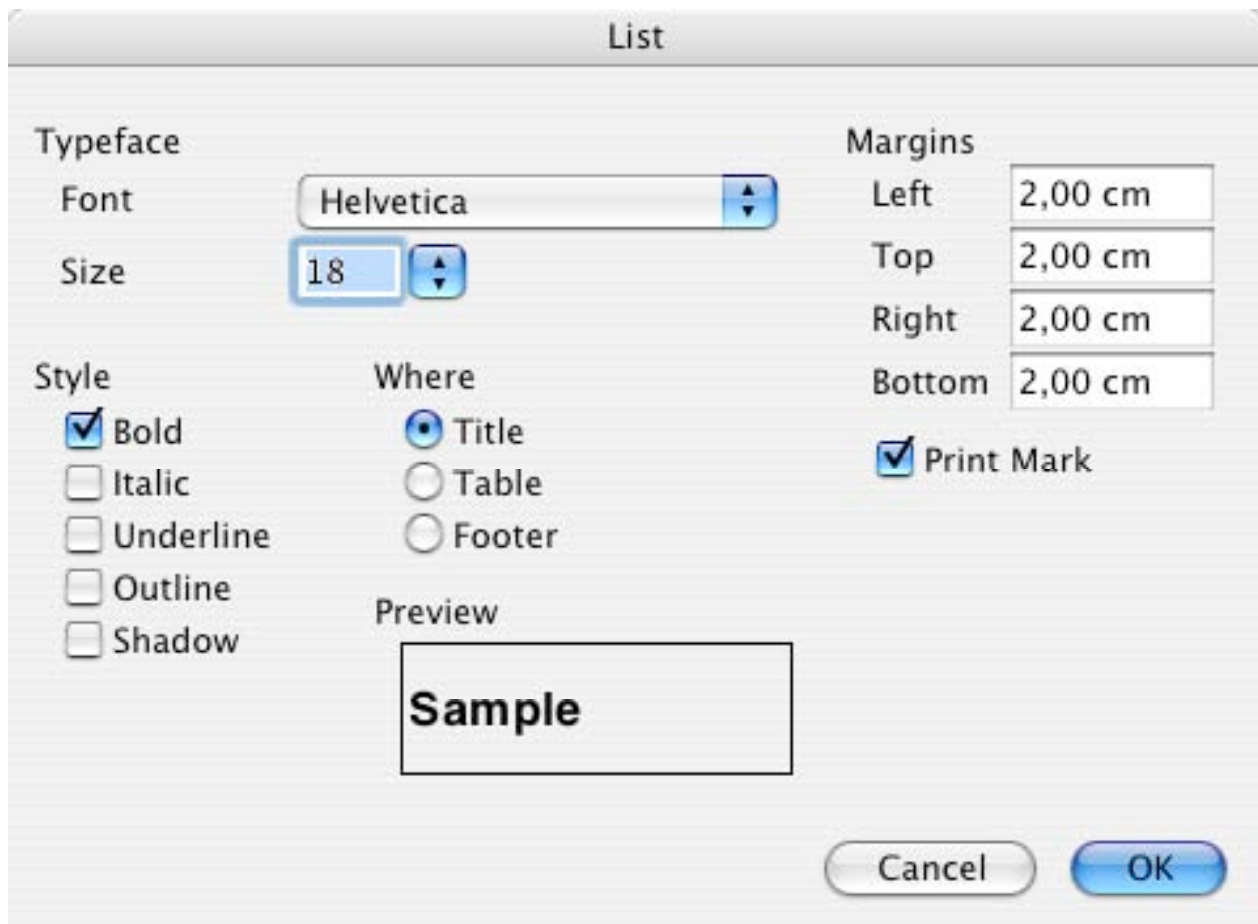 List
Typeface
Font Helvetica
Size 18
Style
Bold
Italic
Underline
Outline
Shadow
Where
Title
Table
Footer
Preview
Sample
Margins
Left 2,00 cm
Top 2,00 cm
Right 2,00 cm
Bottom 2,00 cm
Print Mark
Cancel OK